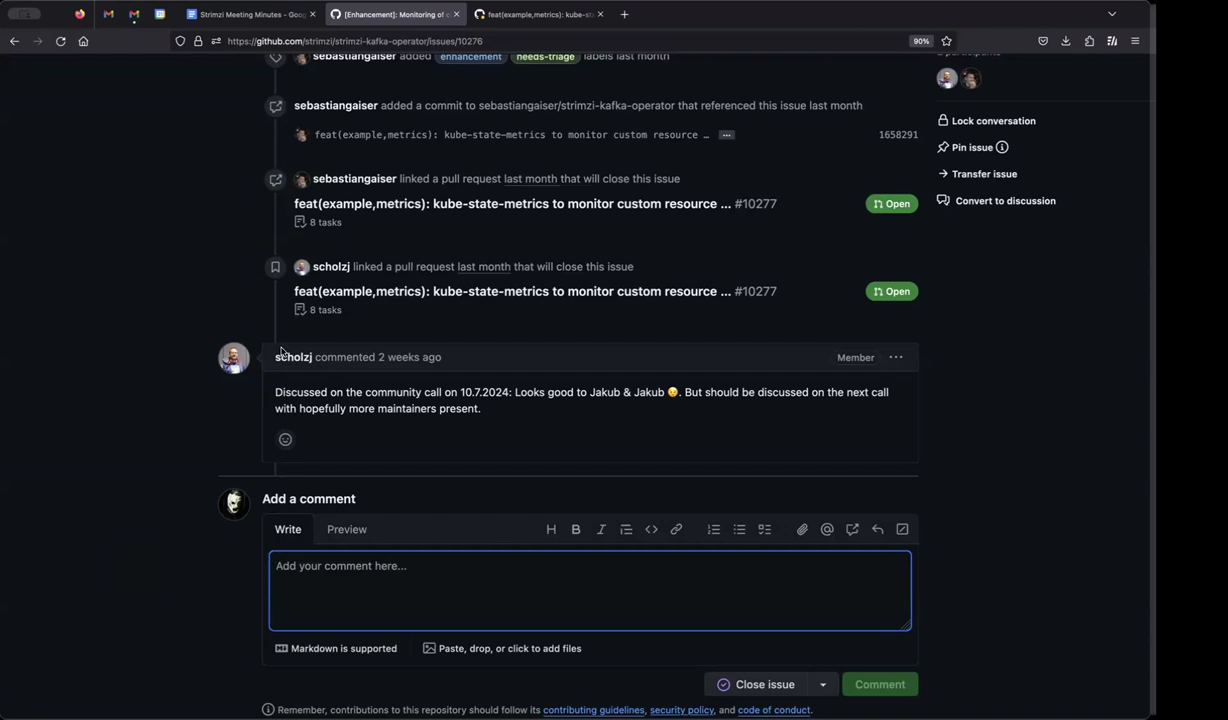 Strimzi Meeting Minutes - Goog
[Enhancement]: Monitoring of c
feat(example,metrics): kube-st
https://github.com/strimzi/strimzi-kafka-operator/issues/10276
90%
sebastiangaiser added enhancement needs-triage labels last month
sebastiangaiser added a commit to sebastiangaiser/strimzi-kafka-operator that referenced this issue last month
feat(example,metrics): kube-state-metrics to monitor custom resource … 1658291
sebastiangaiser linked a pull request last month that will close this issue
feat(example,metrics): kube-state-metrics to monitor custom resource ... #10277 Open
8 tasks
scholzj linked a pull request last month that will close this issue
feat(example,metrics): kube-state-metrics to monitor custom resource ... #10277 Open
8 tasks
scholzj commented 2 weeks ago Member
Discussed on the community call on 10.7.2024: Looks good to Jakub & Jakub 😉. But should be discussed on the next call
with hopefully more maintainers present.
Add a comment
Write Preview
Add your comment here...
Markdown is supported Paste, drop, or click to add files
Close issue Comment
Remember, contributions to this repository should follow its contributing guidelines, security policy, and code of conduct.
Lock conversation
Pin issue
Transfer issue
Convert to discussion